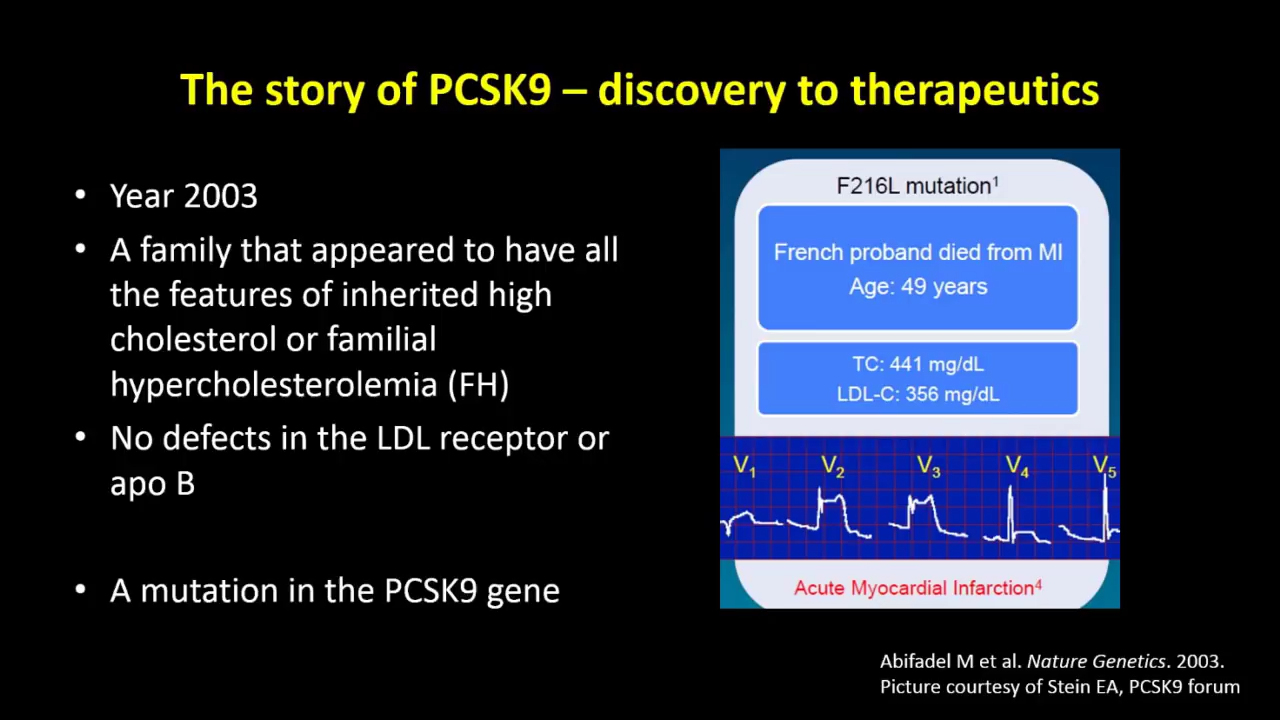 The story of PCSK9 – discovery to therapeutics
• Year 2003
• A family that appeared to have all
the features of inherited high
cholesterol or familial
hypercholesterolemia (FH)
• No defects in the LDL receptor or
apo B
• A mutation in the PCSK9 gene
F216L mutation¹
French proband died from MI
Age: 49 years
TC: 441 mg/dL
LDL-C: 356 mg/dL
V₁ V₂ V₃ V₄ V₅
Acute Myocardial Infarction⁴
Abifadel M et al. Nature Genetics. 2003.
Picture courtesy of Stein EA, PCSK9 forum